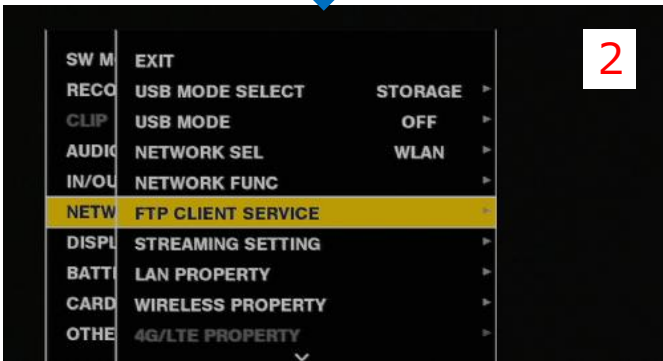 2
SW M EXIT
RECO USB MODE SELECT STORAGE
CLIP USB MODE OFF
AUDIO NETWORK SEL WLAN
IN/OU NETWORK FUNC
NETW FTP CLIENT SERVICE
DISPL STREAMING SETTING
BATT LAN PROPERTY
CARD WIRELESS PROPERTY
OTHE 4G/LTE PROPERTY